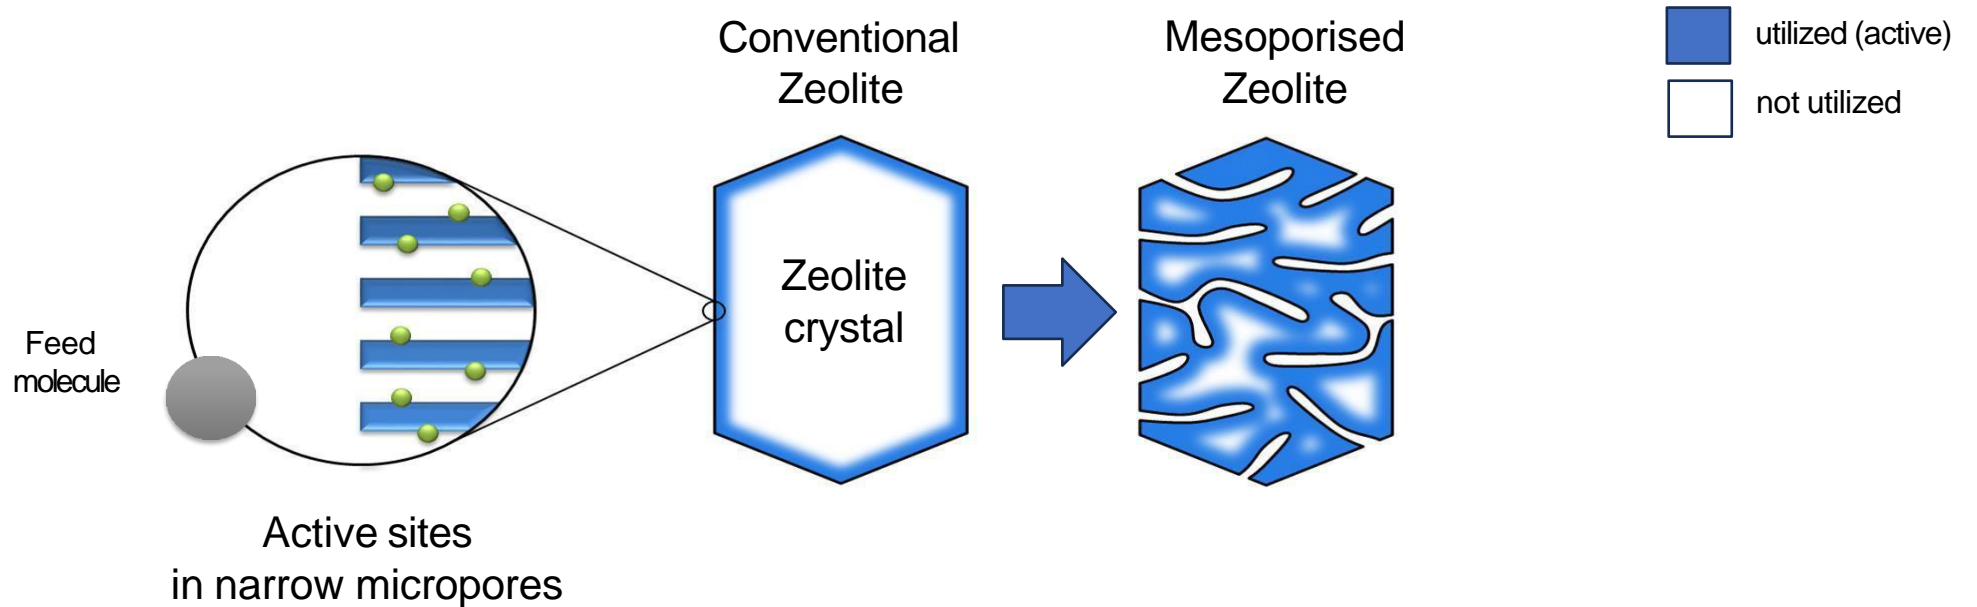 Conventional
Zeolite
Mesoporised
Zeolite
utilized (active)
not utilized
Zeolite
crystal
Feed
molecule
Active sites
in narrow micropores